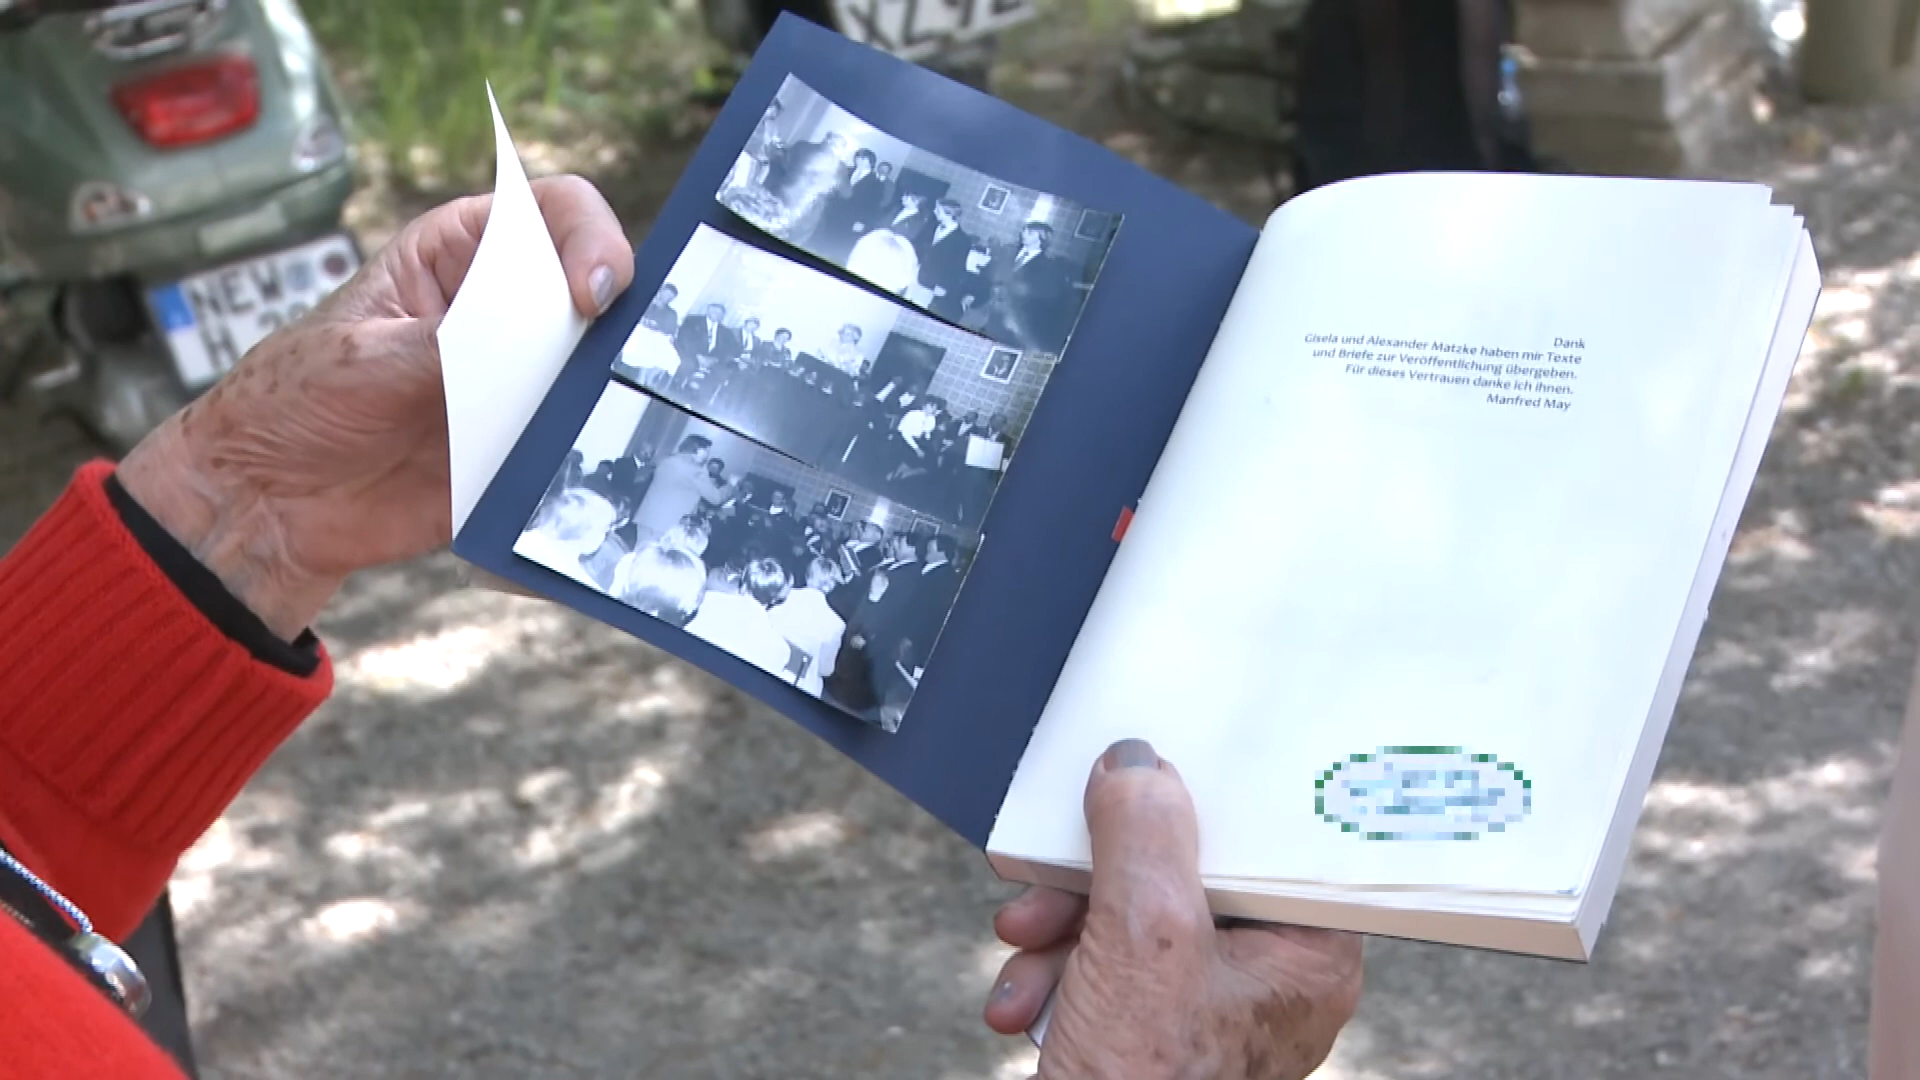 XZ92
NEW
H
Dank
Gisela und Alexander Matzke haben mir Texte
und Briefe zur Veröffentlichung übergeben.
Für dieses Vertrauen danke ich ihnen.
Manfred May